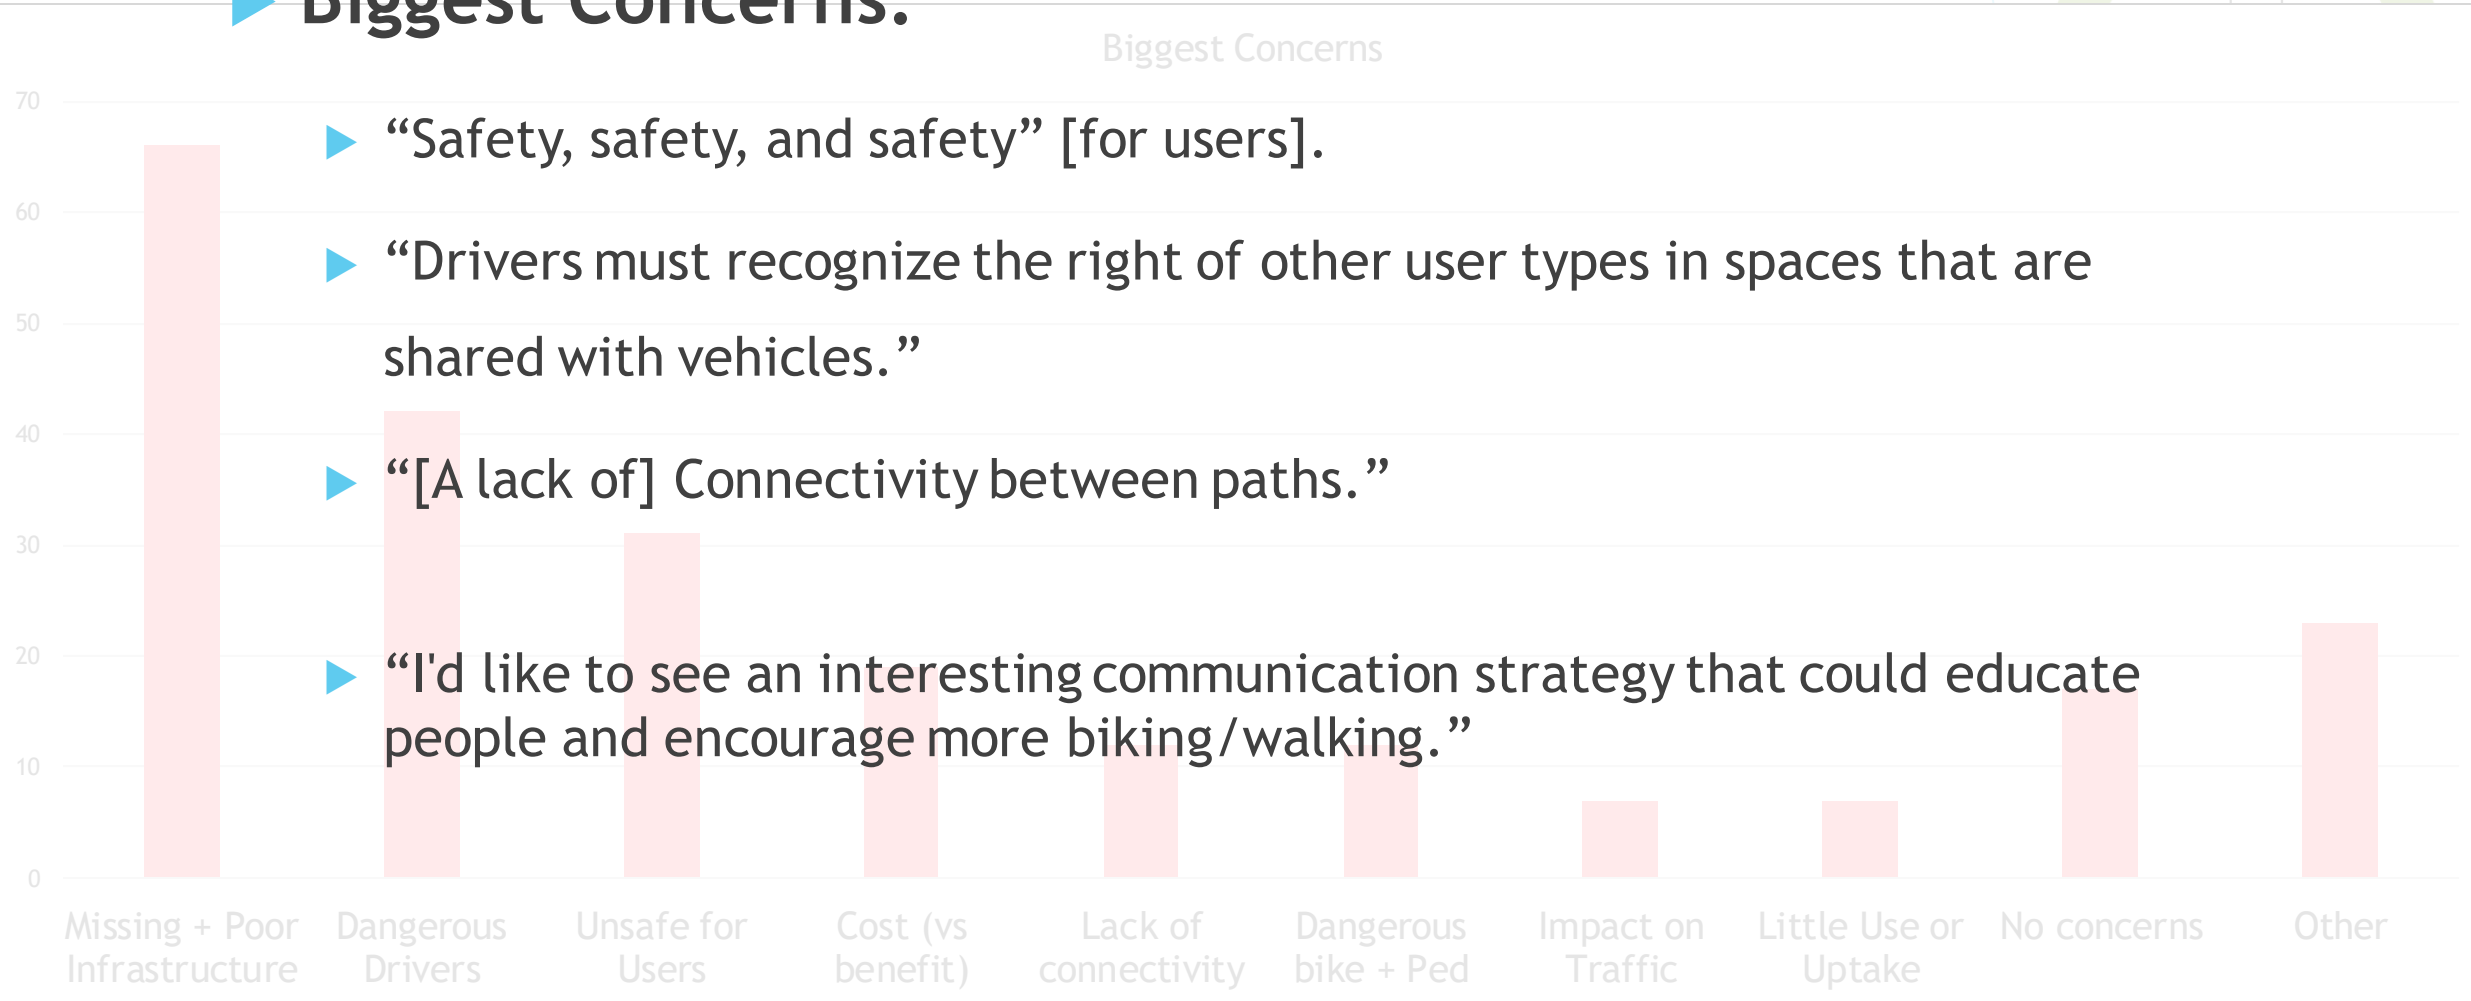 Biggest Concerns:
Biggest Concerns
70
“Safety, safety, and safety” [for users].
60
“Drivers must recognize the right of other user types in spaces that are
50
shared with vehicles.”
40
“[A lack of] Connectivity between paths.”
30
20
“I'd like to see an interesting communication strategy that could educate
people and encourage more biking/walking.”
10
0
Missing + Poor Infrastructure
Dangerous Drivers
Unsafe for Users
Cost (vs benefit)
Lack of connectivity
Dangerous bike + Ped
Impact on Traffic
Little Use or Uptake
No concerns
Other